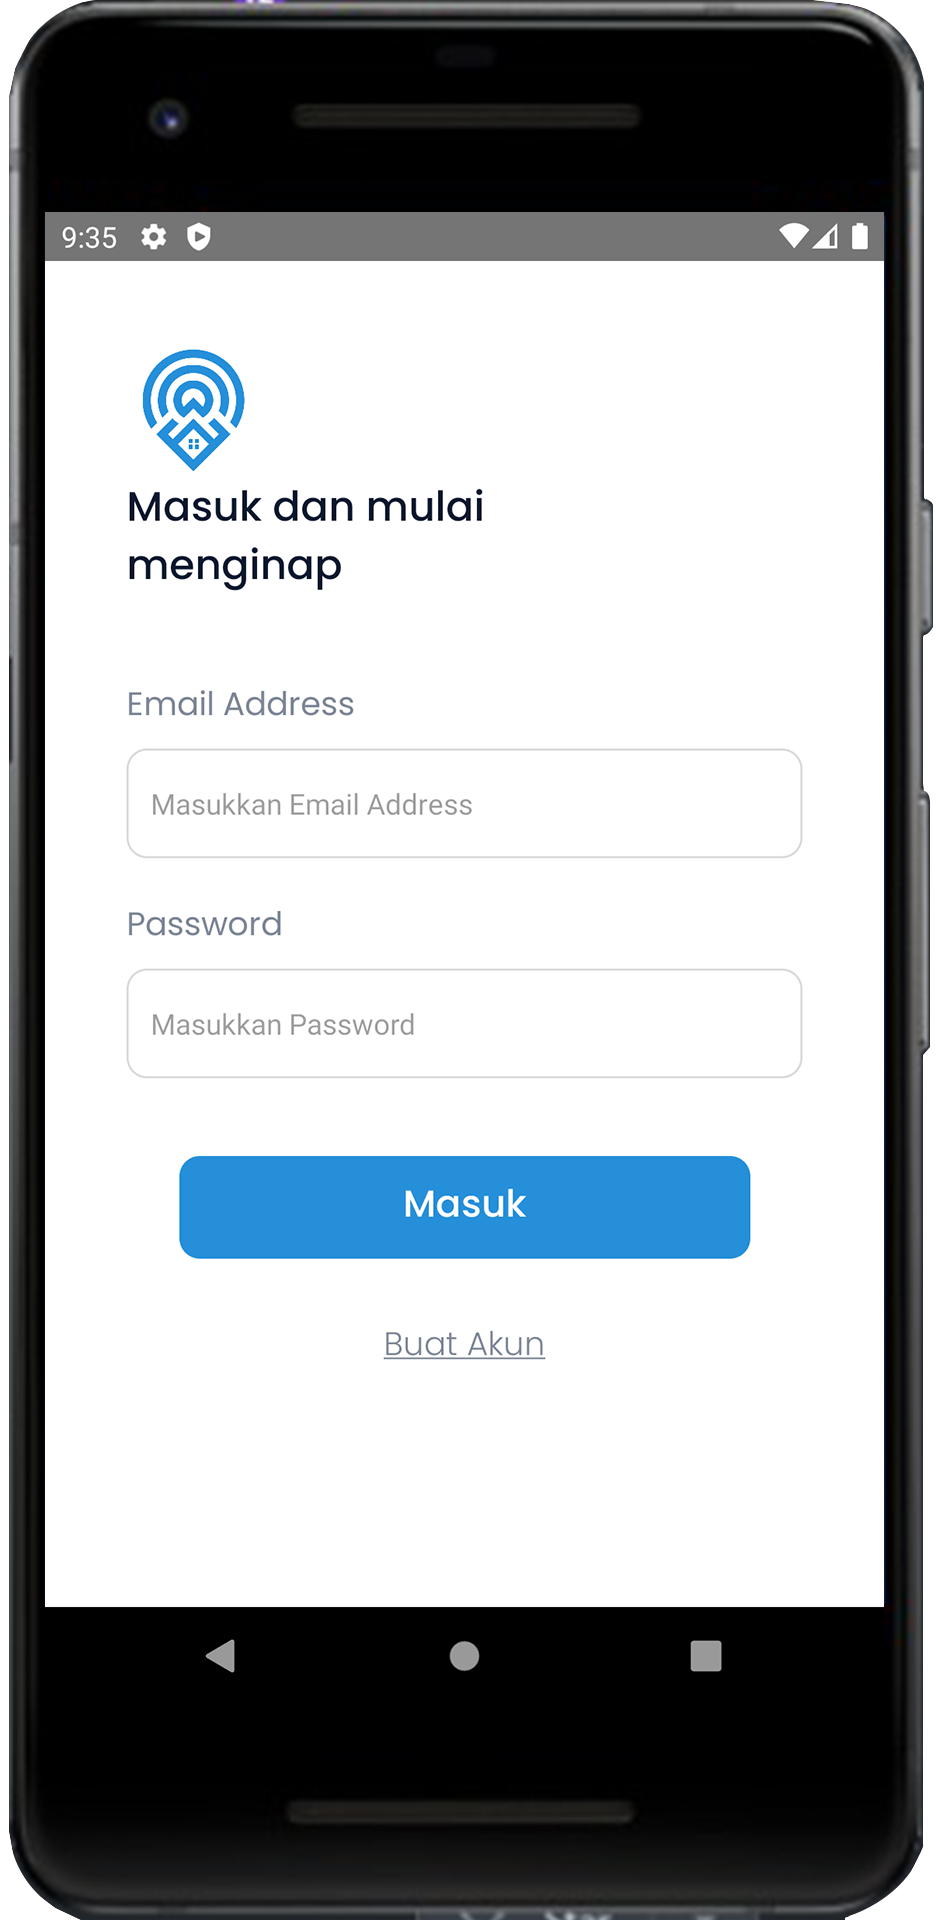 9:35
Masuk dan mulai
menginap
Email Address
Masukkan Email Address
Password
Masukkan Password
Masuk
Buat Akun